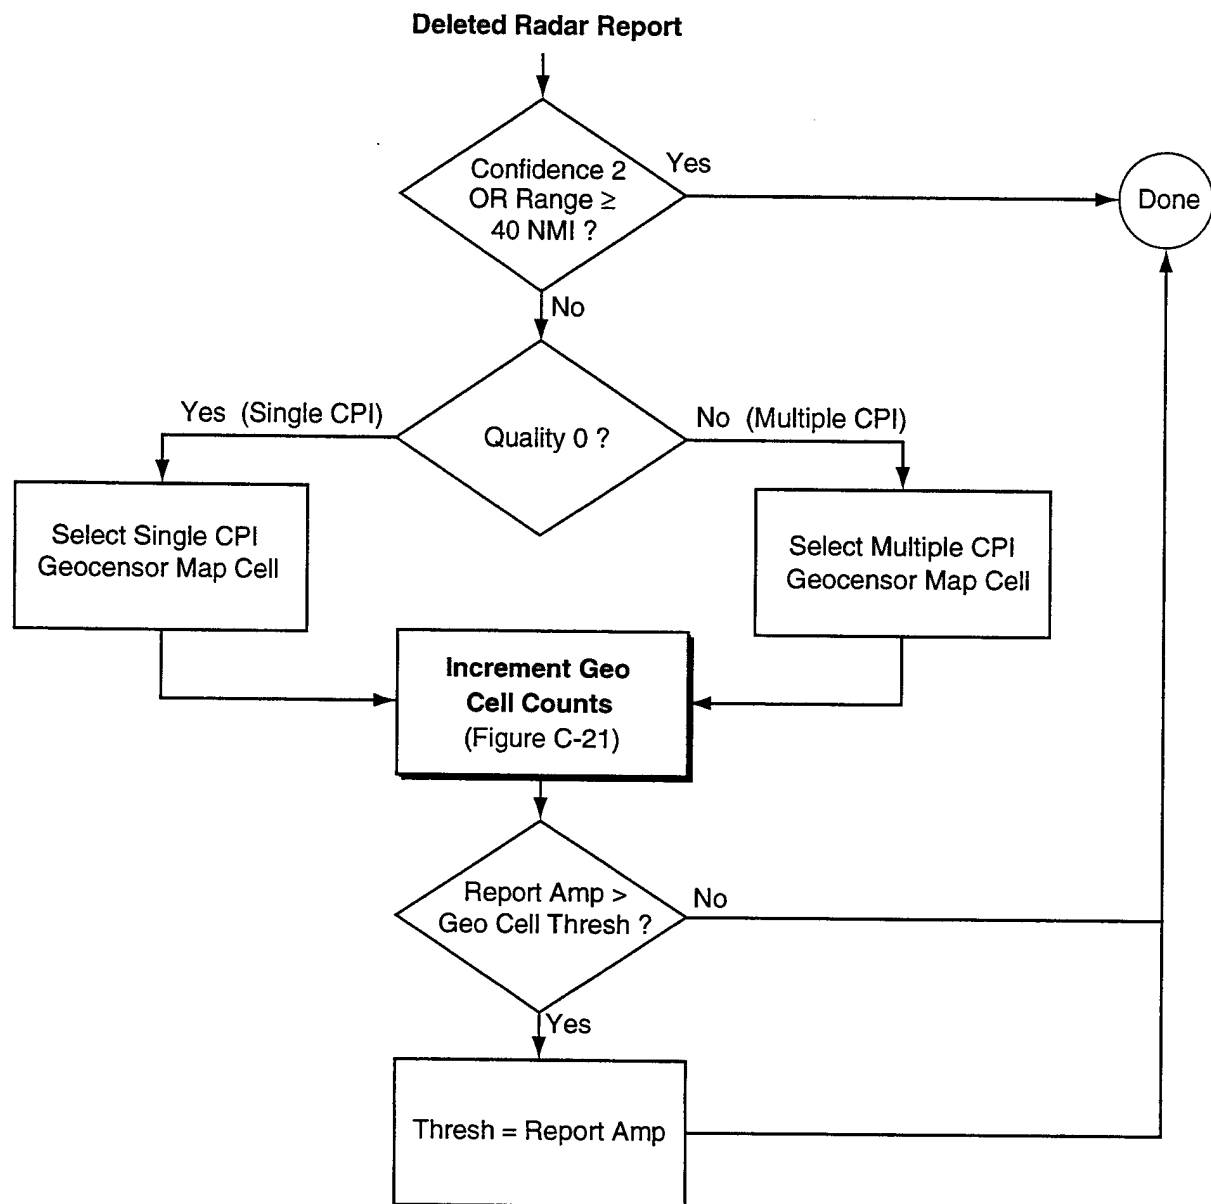 Deleted Radar Report
Confidence 2
OR Range ≥
40 NMI ?
Yes
Done
No
Yes (Single CPI)
Quality 0 ?
No (Multiple CPI)
Select Single CPI
Geocensor Map Cell
Select Multiple CPI
Geocensor Map Cell
Increment Geo
Cell Counts
(Figure C-21)
Report Amp >
Geo Cell Thresh ?
No
Yes
Thresh = Report Amp